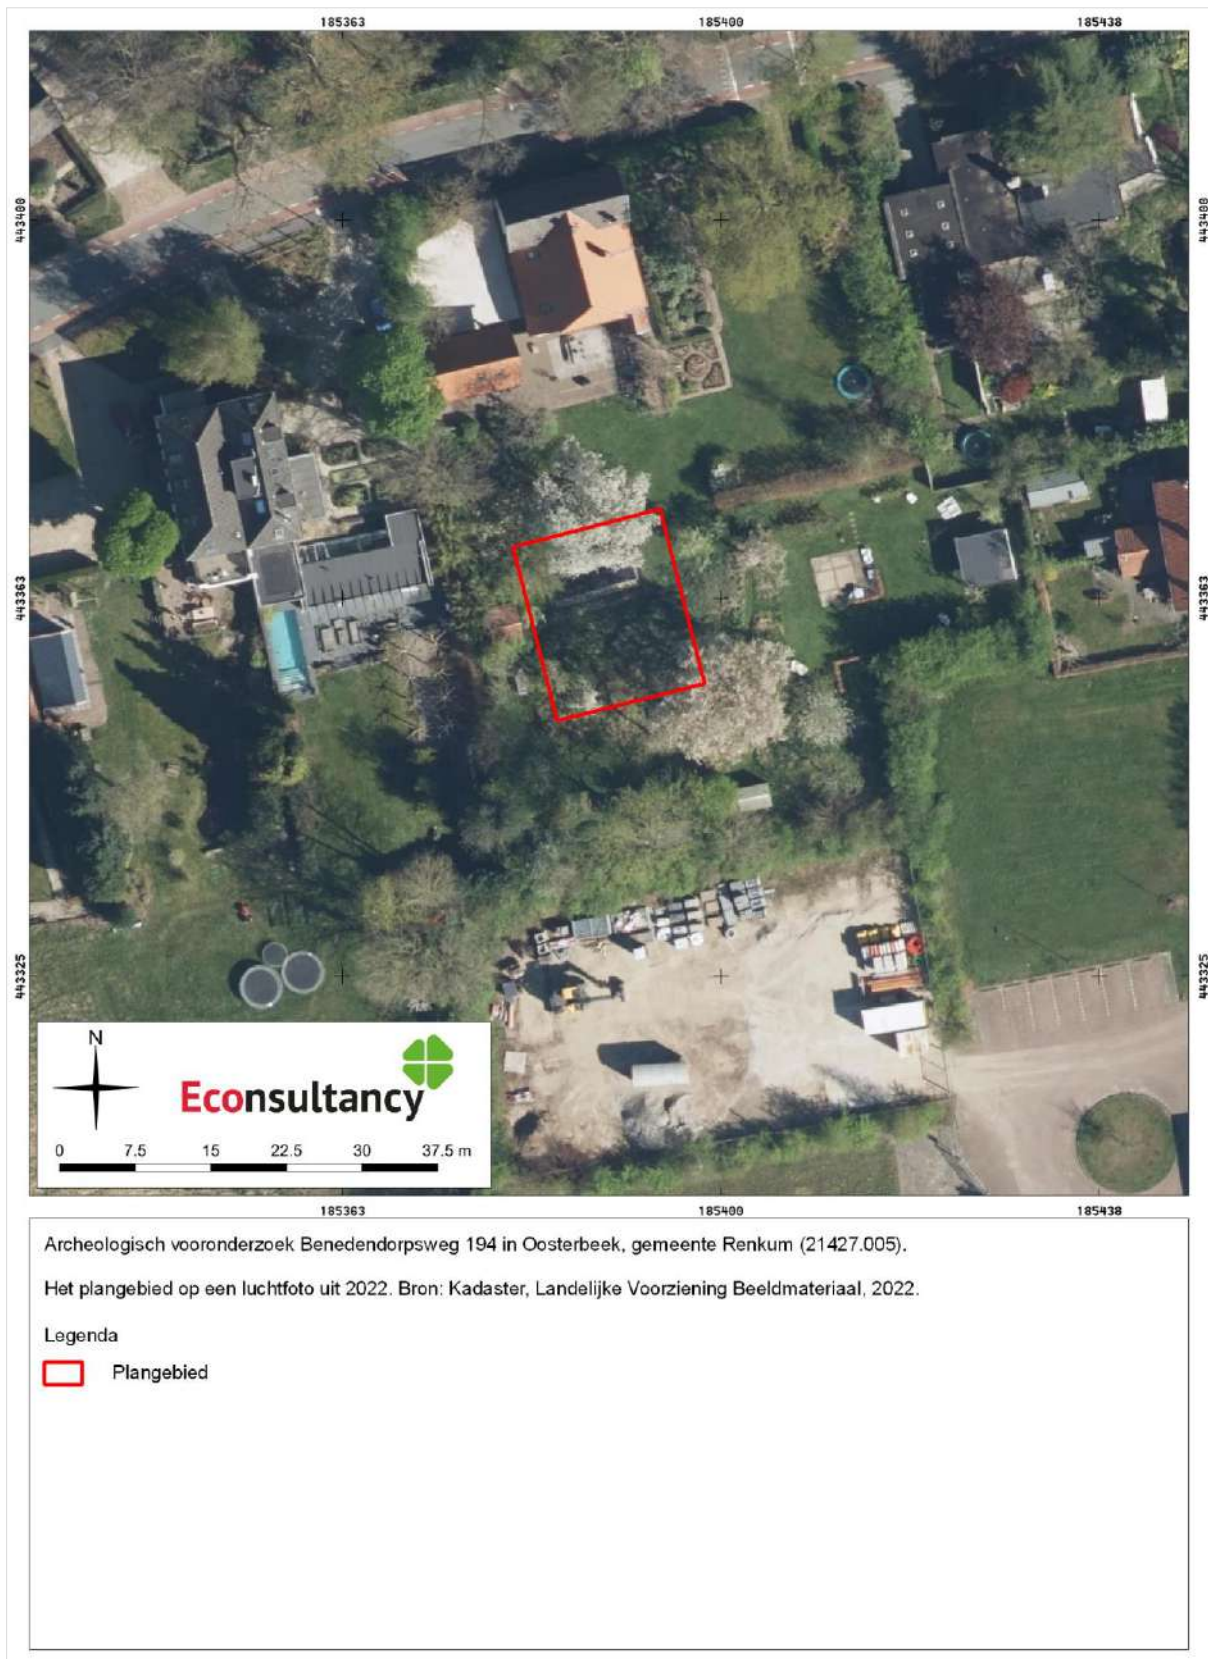 185363 185400 185438
443400 443400
443363 443363
443325 443325
N
Econsultancy
0 7.5 15 22.5 30 37.5 m
185363 185400 185438
Archeologisch vooronderzoek Benedendorpsweg 194 in Oosterbeek, gemeente Renkum (21427.005).
Het plangebied op een luchtfoto uit 2022. Bron: Kadaster, Landelijke Voorziening Beeldmateriaal, 2022.
Legenda
Plangebied